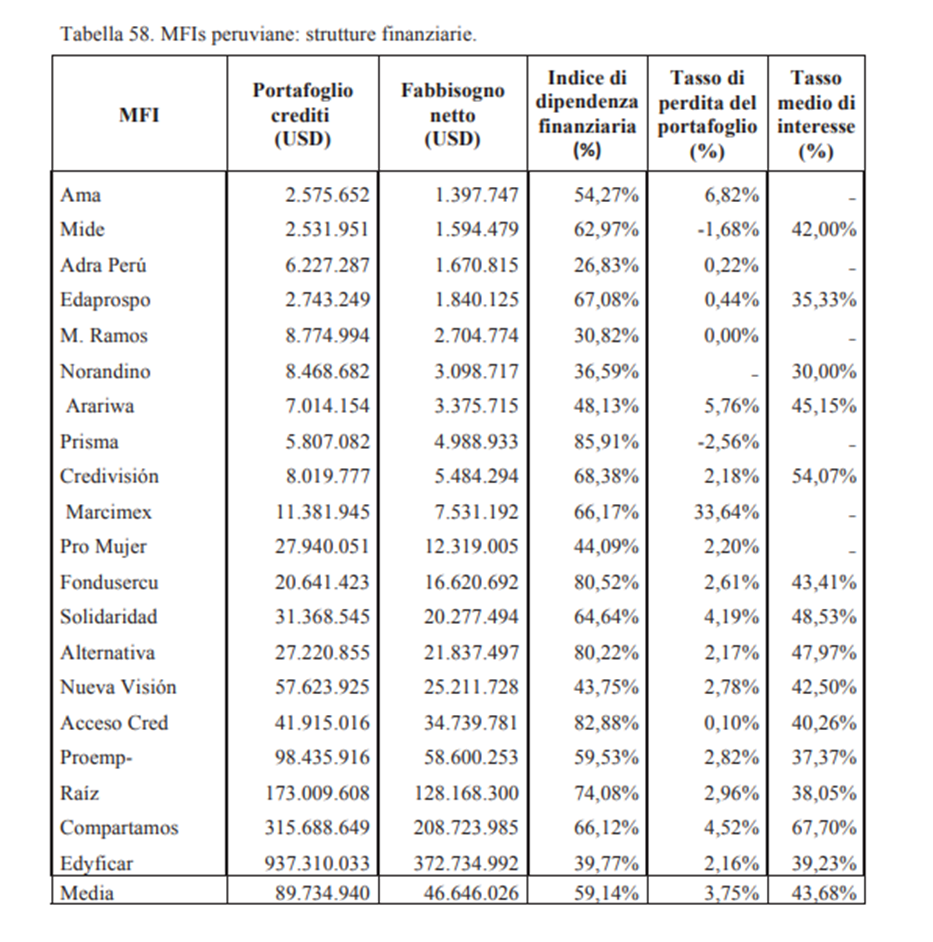 Tabella 58. MFIs peruviane: strutture finanziarie.
MFI Portafoglio crediti (USD) Fabbisogno netto (USD) Indice di dipendenza finanziaria (%) Tasso di perdita del portafoglio (%) Tasso medio di interesse (%)
Ama 2.575.652 1.397.747 54,27% 6,82% -
Mide 2.531.951 1.594.479 62,97% -1,68% 42,00%
Adra Perú 6.227.287 1.670.815 26,83% 0,22% -
Edaprospo 2.743.249 1.840.125 67,08% 0,44% 35,33%
M. Ramos 8.774.994 2.704.774 30,82% 0,00% -
Norandino 8.468.682 3.098.717 36,59% - 30,00%
Arariwa 7.014.154 3.375.715 48,13% 5,76% 45,15%
Prisma 5.807.082 4.988.933 85,91% -2,56% -
Credivisión 8.019.777 5.484.294 68,38% 2,18% 54,07%
Marcimex 11.381.945 7.531.192 66,17% 33,64% -
Pro Mujer 27.940.051 12.319.005 44,09% 2,20% -
Fondusercu 20.641.423 16.620.692 80,52% 2,61% 43,41%
Solidaridad 31.368.545 20.277.494 64,64% 4,19% 48,53%
Alternativa 27.220.855 21.837.497 80,22% 2,17% 47,97%
Nueva Visión 57.623.925 25.211.728 43,75% 2,78% 42,50%
Acceso Cred 41.915.016 34.739.781 82,88% 0,10% 40,26%
Proemp- 98.435.916 58.600.253 59,53% 2,82% 37,37%
Raíz 173.009.608 128.168.300 74,08% 2,96% 38,05%
Compartamos 315.688.649 208.723.985 66,12% 4,52% 67,70%
Edyficar 937.310.033 372.734.992 39,77% 2,16% 39,23%
Media 89.734.940 46.646.026 59,14% 3,75% 43,68%